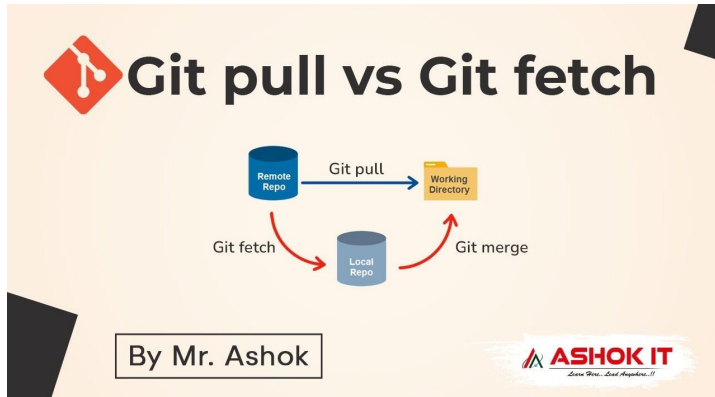 Git pull vs Git fetch
Remote
Repo
Git pull
Working
Directory
Git fetch
Git merge
Local
Repo
By Mr. Ashok
ASHOK IT
Learn Here.. Lead Anywhere..!!